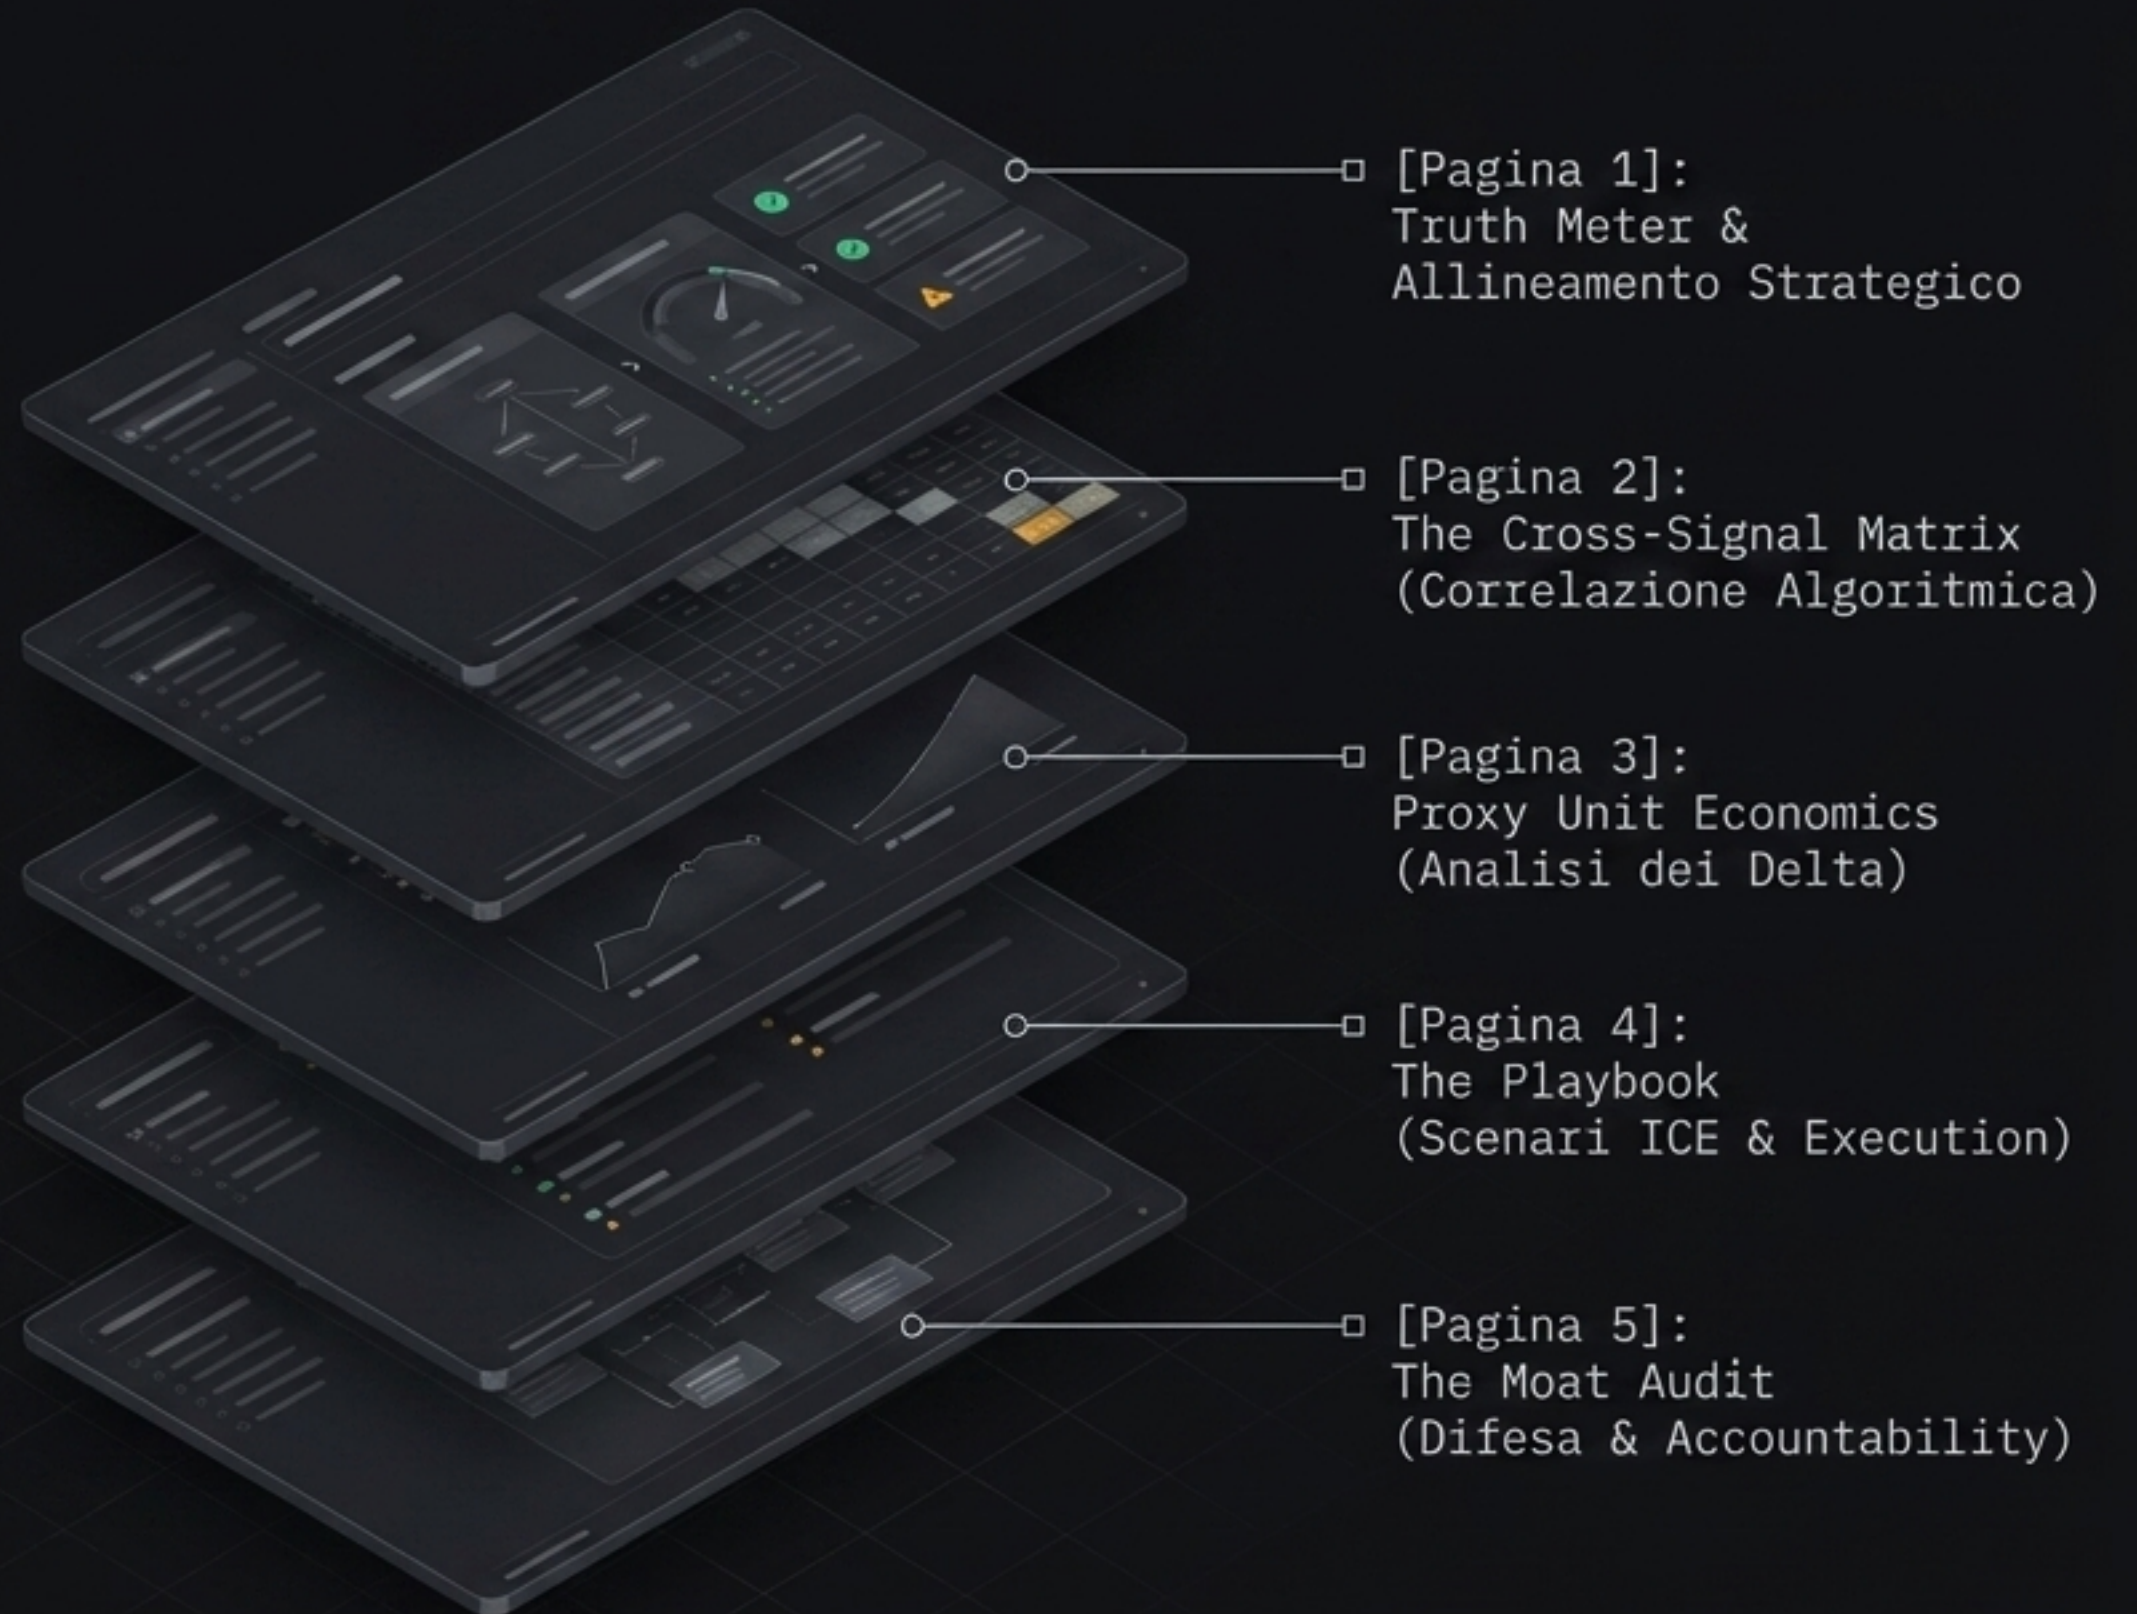 [Pagina 1]:
Truth Meter &
Allineamento Strategico
[Pagina 2]:
The Cross-Signal Matrix
(Correlazione Algoritmica)
[Pagina 3]:
Proxy Unit Economics
(Analisi dei Delta)
[Pagina 4]:
The Playbook
(Scenari ICE & Execution)
[Pagina 5]:
The Moat Audit
(Difesa & Accountability)